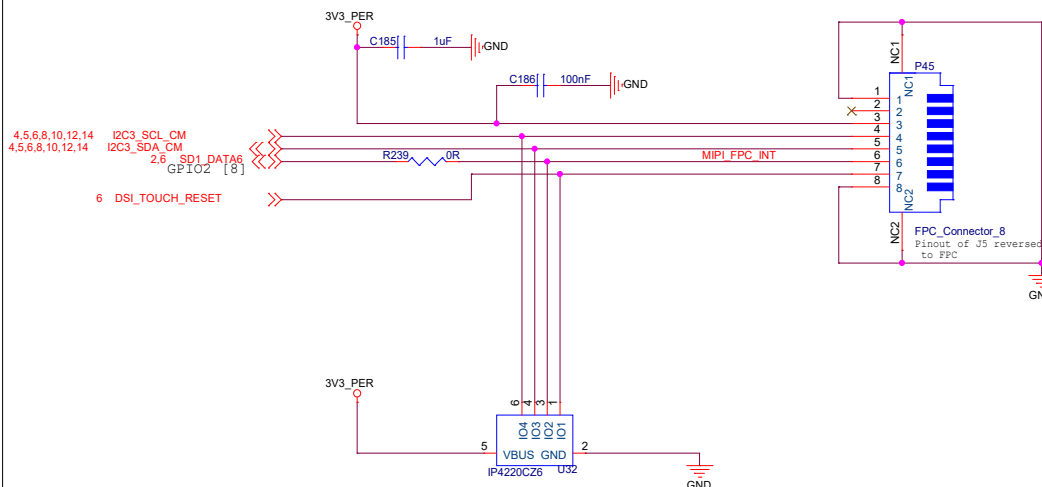 3V3_PER
C185 1uF GND
C186 100nF GND
NC1
P45
NC1
1 1
2 2
3 3
4,5,6,8,10,12,14 I2C3_SCL_CM 4 4
4,5,6,8,10,12,14 I2C3_SDA_CM 5 5
2,6 SD1_DATA6 R239 0R MIPI_FPC_INT 6 6
GPIO2 [8]
7 7
8 8
6 DSI_TOUCH_RESET
NC2
NC2
FPC_Connector_8
Pinout of J5 reversed
to FPC
3V3_PER
6 4 3 1
IO4 IO3 IO2 IO1
5 VBUS GND 2
IP4220CZ6 U32
GND